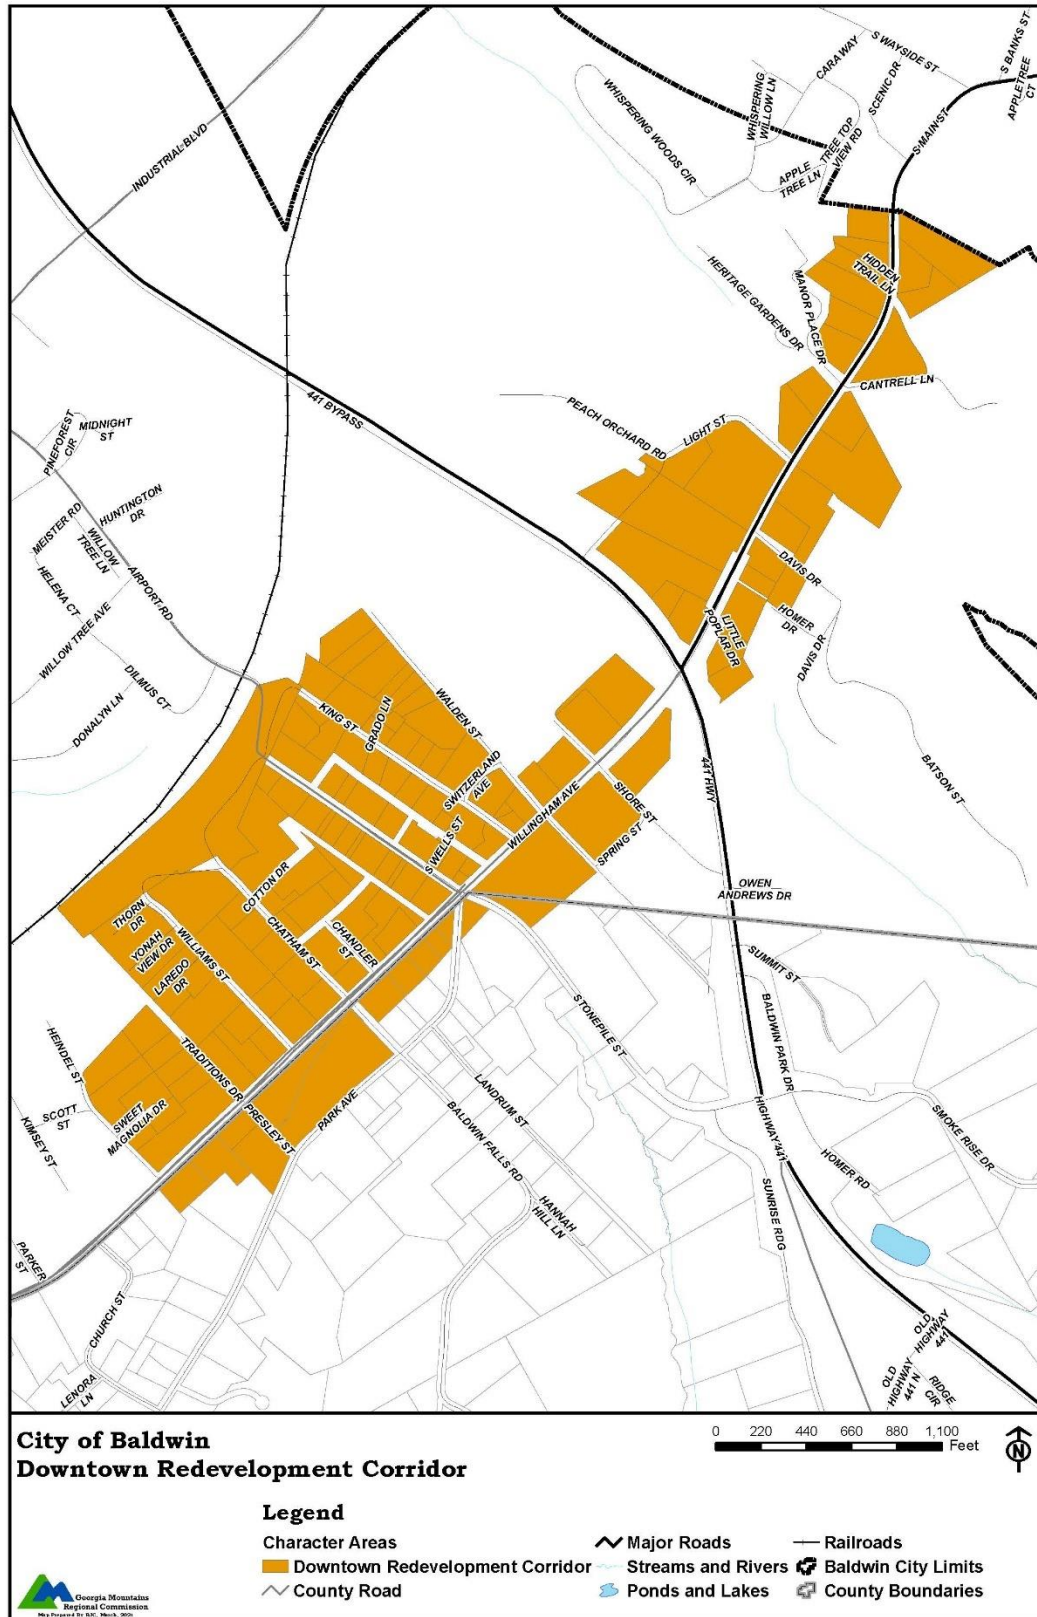 S WAYSIDE ST
S BANKS ST
CARA WAY
APPLETREE
CT
SCENIC DR
WHISPERING
WILLOW LN
WHISPERING WOODS CIR
INDUSTRIAL BLVD
S MAIN ST
TREE TOP
VIEW RD
APPLE
TREE LN
HIDDEN
TRAIL LN
HERITAGE GARDENS DR
MANOR PLACE DR
CANTRELL LN
441 BYPASS
PEACH ORCHARD RD
LIGHT ST
MIDNIGHT
ST
PINEFOREST
CIR
HUNTINGTON
DR
MEISTER RD
WILLOW
TREE LN
HELENA CT
AIRPORT RD
WILLOW TREE AVE
DILMUS CT
DONALYN LN
DAVIS DR
HOMER
DR
LITTLE
POPLAR DR
DAVIS DR
BATSON ST
WALDEN ST
GRADO LN
KING ST
SWITZERLAND
AVE
WILLINGHAM AVE
441 HWY
SHORE ST
SPRING ST
S WELLS ST
OWEN
ANDREWS DR
COTTON DR
THORN
DR
YONAH
VIEW DR
WILLIAMS ST
LAREDO
DR
CHATHAM ST
CHANDLER
ST
SUMMIT ST
STONEPILE ST
BALDWIN PARK DR
HEINDEL ST
TRADITIONS DR
PRESLEY ST
SCOTT
ST
SWEET
MAGNOLIA DR
KIMSEY ST
PARK AVE
LANDRUM ST
BALDWIN FALLS RD
HANNAH
HILL LN
HIGHWAY 441
SMOKE RISE DR
HOMER RD
SUNRISE RDG
PARKER
ST
CHURCH ST
LENORA
LN
OLD
HIGHWAY
441
OLD
HIGHWAY
441 N
RIDGE
CIR
City of Baldwin
Downtown Redevelopment Corridor
0 220 440 660 880 1,100
Feet
N
Legend
Character Areas
Downtown Redevelopment Corridor
County Road
Major Roads
Streams and Rivers
Ponds and Lakes
Railroads
Baldwin City Limits
County Boundaries
Georgia Mountains
Regional Commission